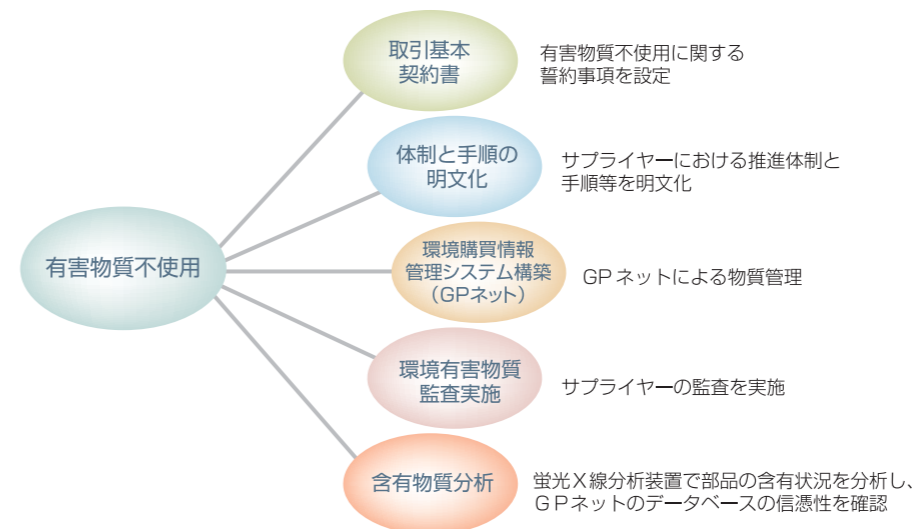 取引基本
契約書
有害物質不使用に関する
誓約事項を設定
体制と手順の
明文化
サプライヤーにおける推進体制と
手順等を明文化
有害物質不使用
環境購買情報
管理システム構築
（GPネット）
GPネットによる物質管理
環境有害物質
監査実施
サプライヤーの監査を実施
含有物質分析
蛍光X線分析装置で部品の含有状況を分析し、
GPネットのデータベースの信憑性を確認